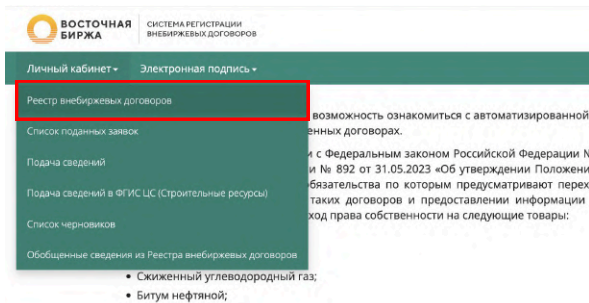 ВОСТОЧНАЯ
БИРЖА
СИСТЕМА РЕГИСТРАЦИИ
ВНЕБИРЖЕВЫХ ДОГОВОРОВ
Личный кабинет Электронная подпись
Реестр внебиржевых договоров
возможность ознакомиться с автоматизированной
Список поданных заявок
енных договорах.
Подача сведений
и с Федеральным законом Российской Федерации N
и № 892 от 31.05.2023 «Об утверждении Положени
Подача сведений в ФГИС ЦС (Строительные ресурсы)
обязательства по которым предусматривают перех
таких договоров и предоставлении информации
Список черновиков
ход права собственности на следующие товары:
Обобщенные сведения из Реестра внебиржевых договоров
• Сжиженный углеводородный газ;
• Битум нефтяной;